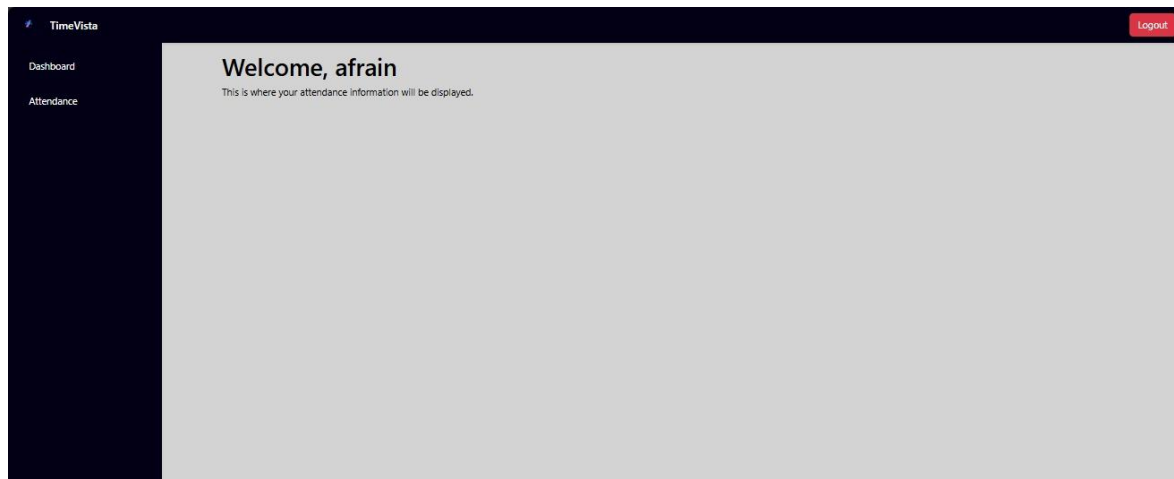 TimeVista
Logout
Dashboard
Attendance
Welcome, afrain
This is where your attendance information will be displayed.